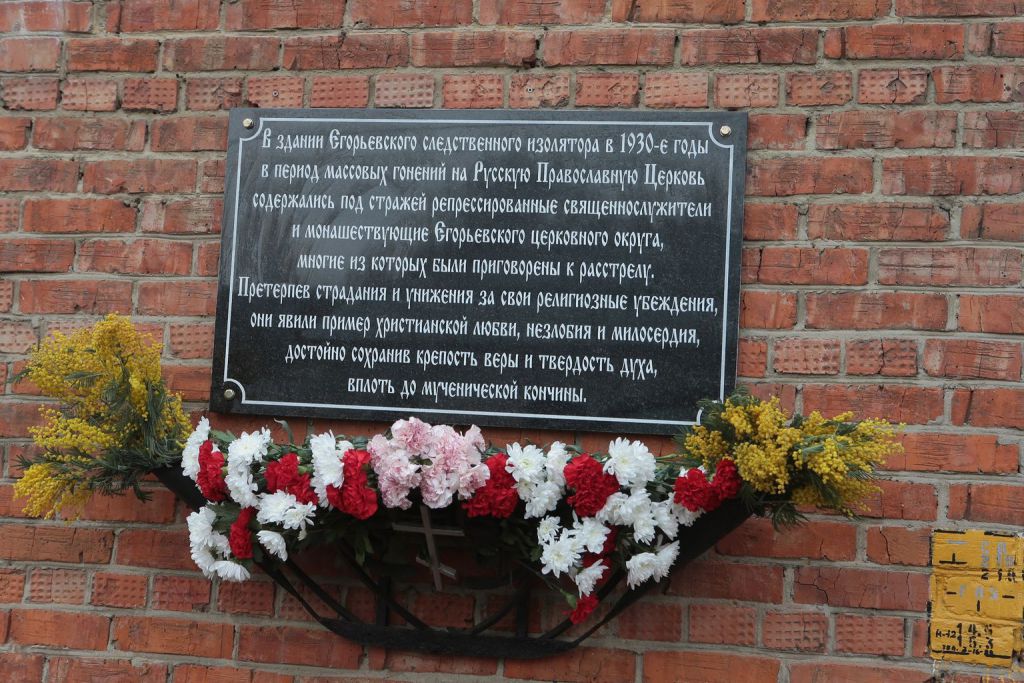 В здании Егорьевского следственного изолятора в 1930-е годы
в период массовых гонений на Русскую Православную Церковь
содержались под стражей репрессированные священнослужители
и монашествующие Егорьевского церковного округа,
многие из которых были приговорены к расстрелу.
Претерпев страдания и унижения за свои религиозные убеждения,
они явили пример христианской любви, незлобия и милосердия,
достойно сохранив крепость веры и твердость духа,
вплоть до мученической кончины.
ГАЗ
К-12